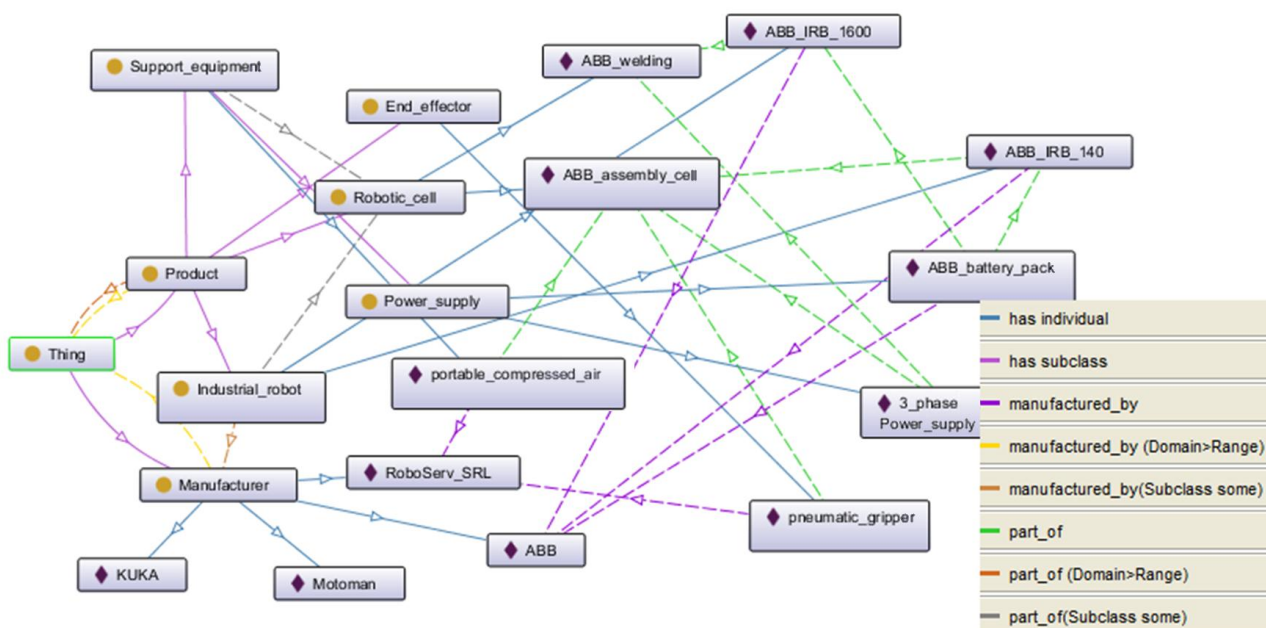 ABB_IRB_1600
ABB_welding
Support_equipment
End_effector
ABB_IRB_140
ABB_assembly_cell
Robotic_cell
Product
ABB_battery_pack
Power_supply
has individual
Thing
has subclass
portable_compressed_air
Industrial_robot
manufactured_by
3_phase
Power_supply
manufactured_by (Domain>Range)
RoboServ_SRL
Manufacturer
manufactured_by(Subclass some)
pneumatic_gripper
part_of
ABB
KUKA
Motoman
part_of (Domain>Range)
part_of(Subclass some)